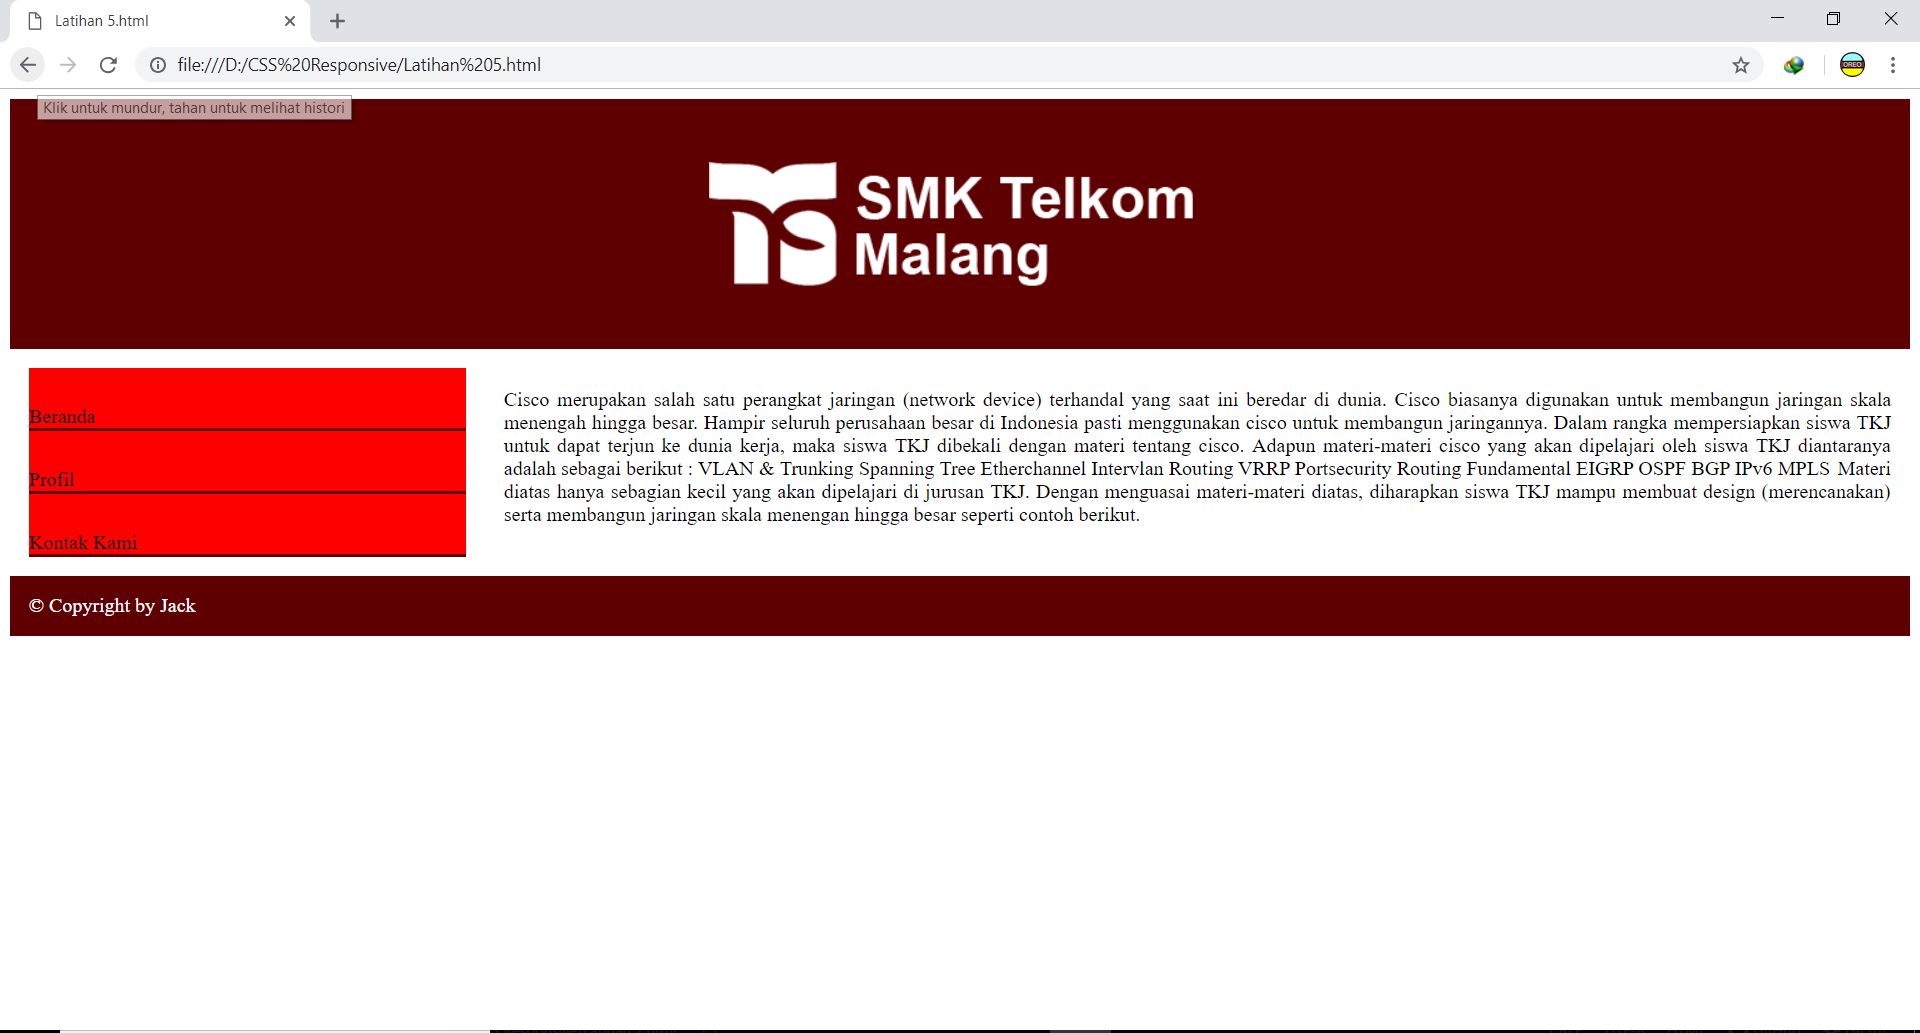 Latihan 5.html
file:///D:/CSS%20Responsive/Latihan%205.html
OREO
Klik untuk mundur, tahan untuk melihat histori
SMK Telkom
Malang
Beranda
Profil
Kontak Kami
Cisco merupakan salah satu perangkat jaringan (network device) terhandal yang saat ini beredar di dunia. Cisco biasanya digunakan untuk membangun jaringan skala
menengah hingga besar. Hampir seluruh perusahaan besar di Indonesia pasti menggunakan cisco untuk membangun jaringannya. Dalam rangka mempersiapkan siswa TKJ
untuk dapat terjun ke dunia kerja, maka siswa TKJ dibekali dengan materi tentang cisco. Adapun materi-materi cisco yang akan dipelajari oleh siswa TKJ diantaranya
adalah sebagai berikut : VLAN & Trunking Spanning Tree Etherchannel Intervlan Routing VRRP Portsecurity Routing Fundamental EIGRP OSPF BGP IPv6 MPLS Materi
diatas hanya sebagian kecil yang akan dipelajari di jurusan TKJ. Dengan menguasai materi-materi diatas, diharapkan siswa TKJ mampu membuat design (merencanakan)
serta membangun jaringan skala menengan hingga besar seperti contoh berikut.
© Copyright by Jack